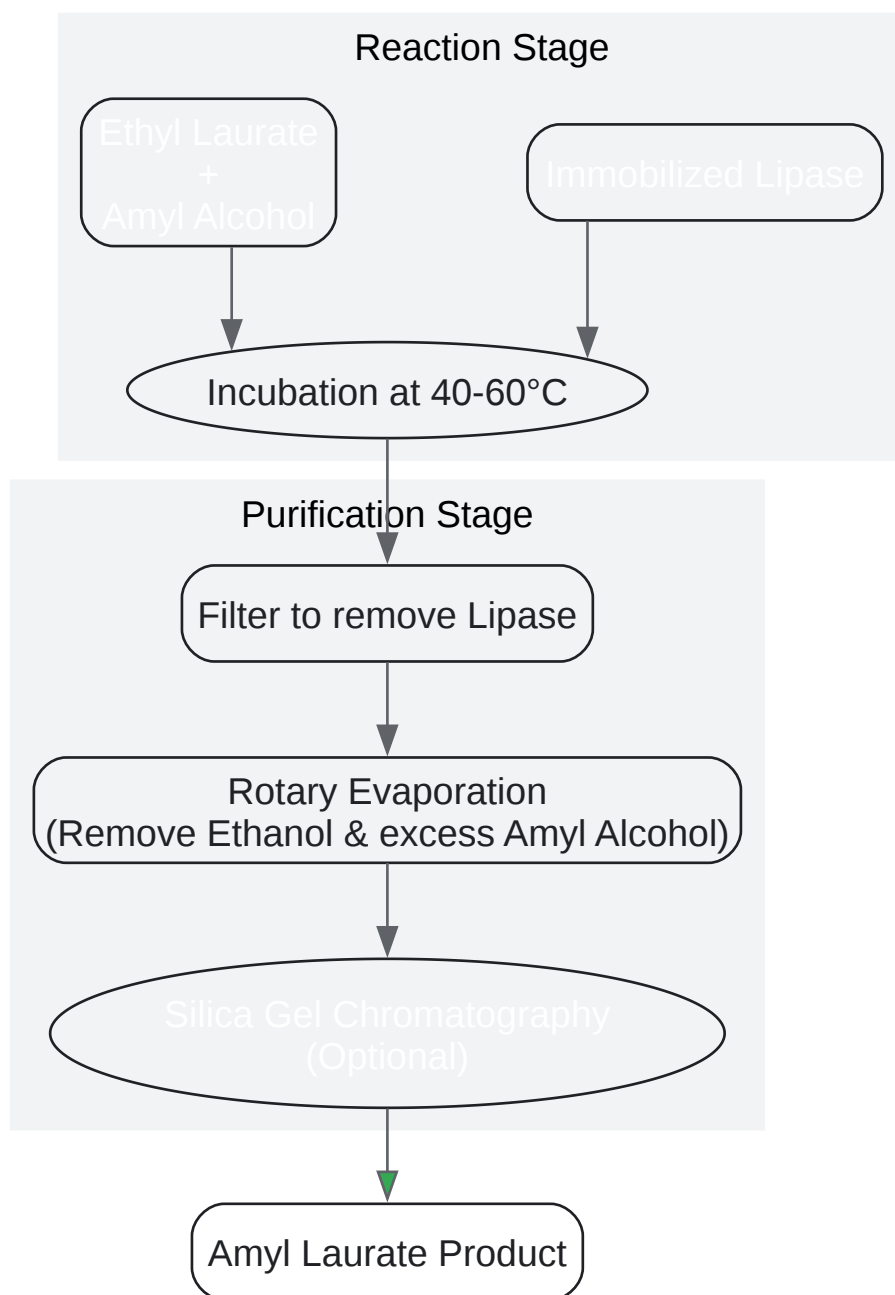 Reaction Stage
Ethyl Laurate
+
Amyl Alcohol
Immobilized Lipase
Incubation at 40-60°C
Purification Stage
Filter to remove Lipase
Rotary Evaporation
(Remove Ethanol & excess Amyl Alcohol)
Silica Gel Chromatography
(Optional)
Amyl Laurate Product